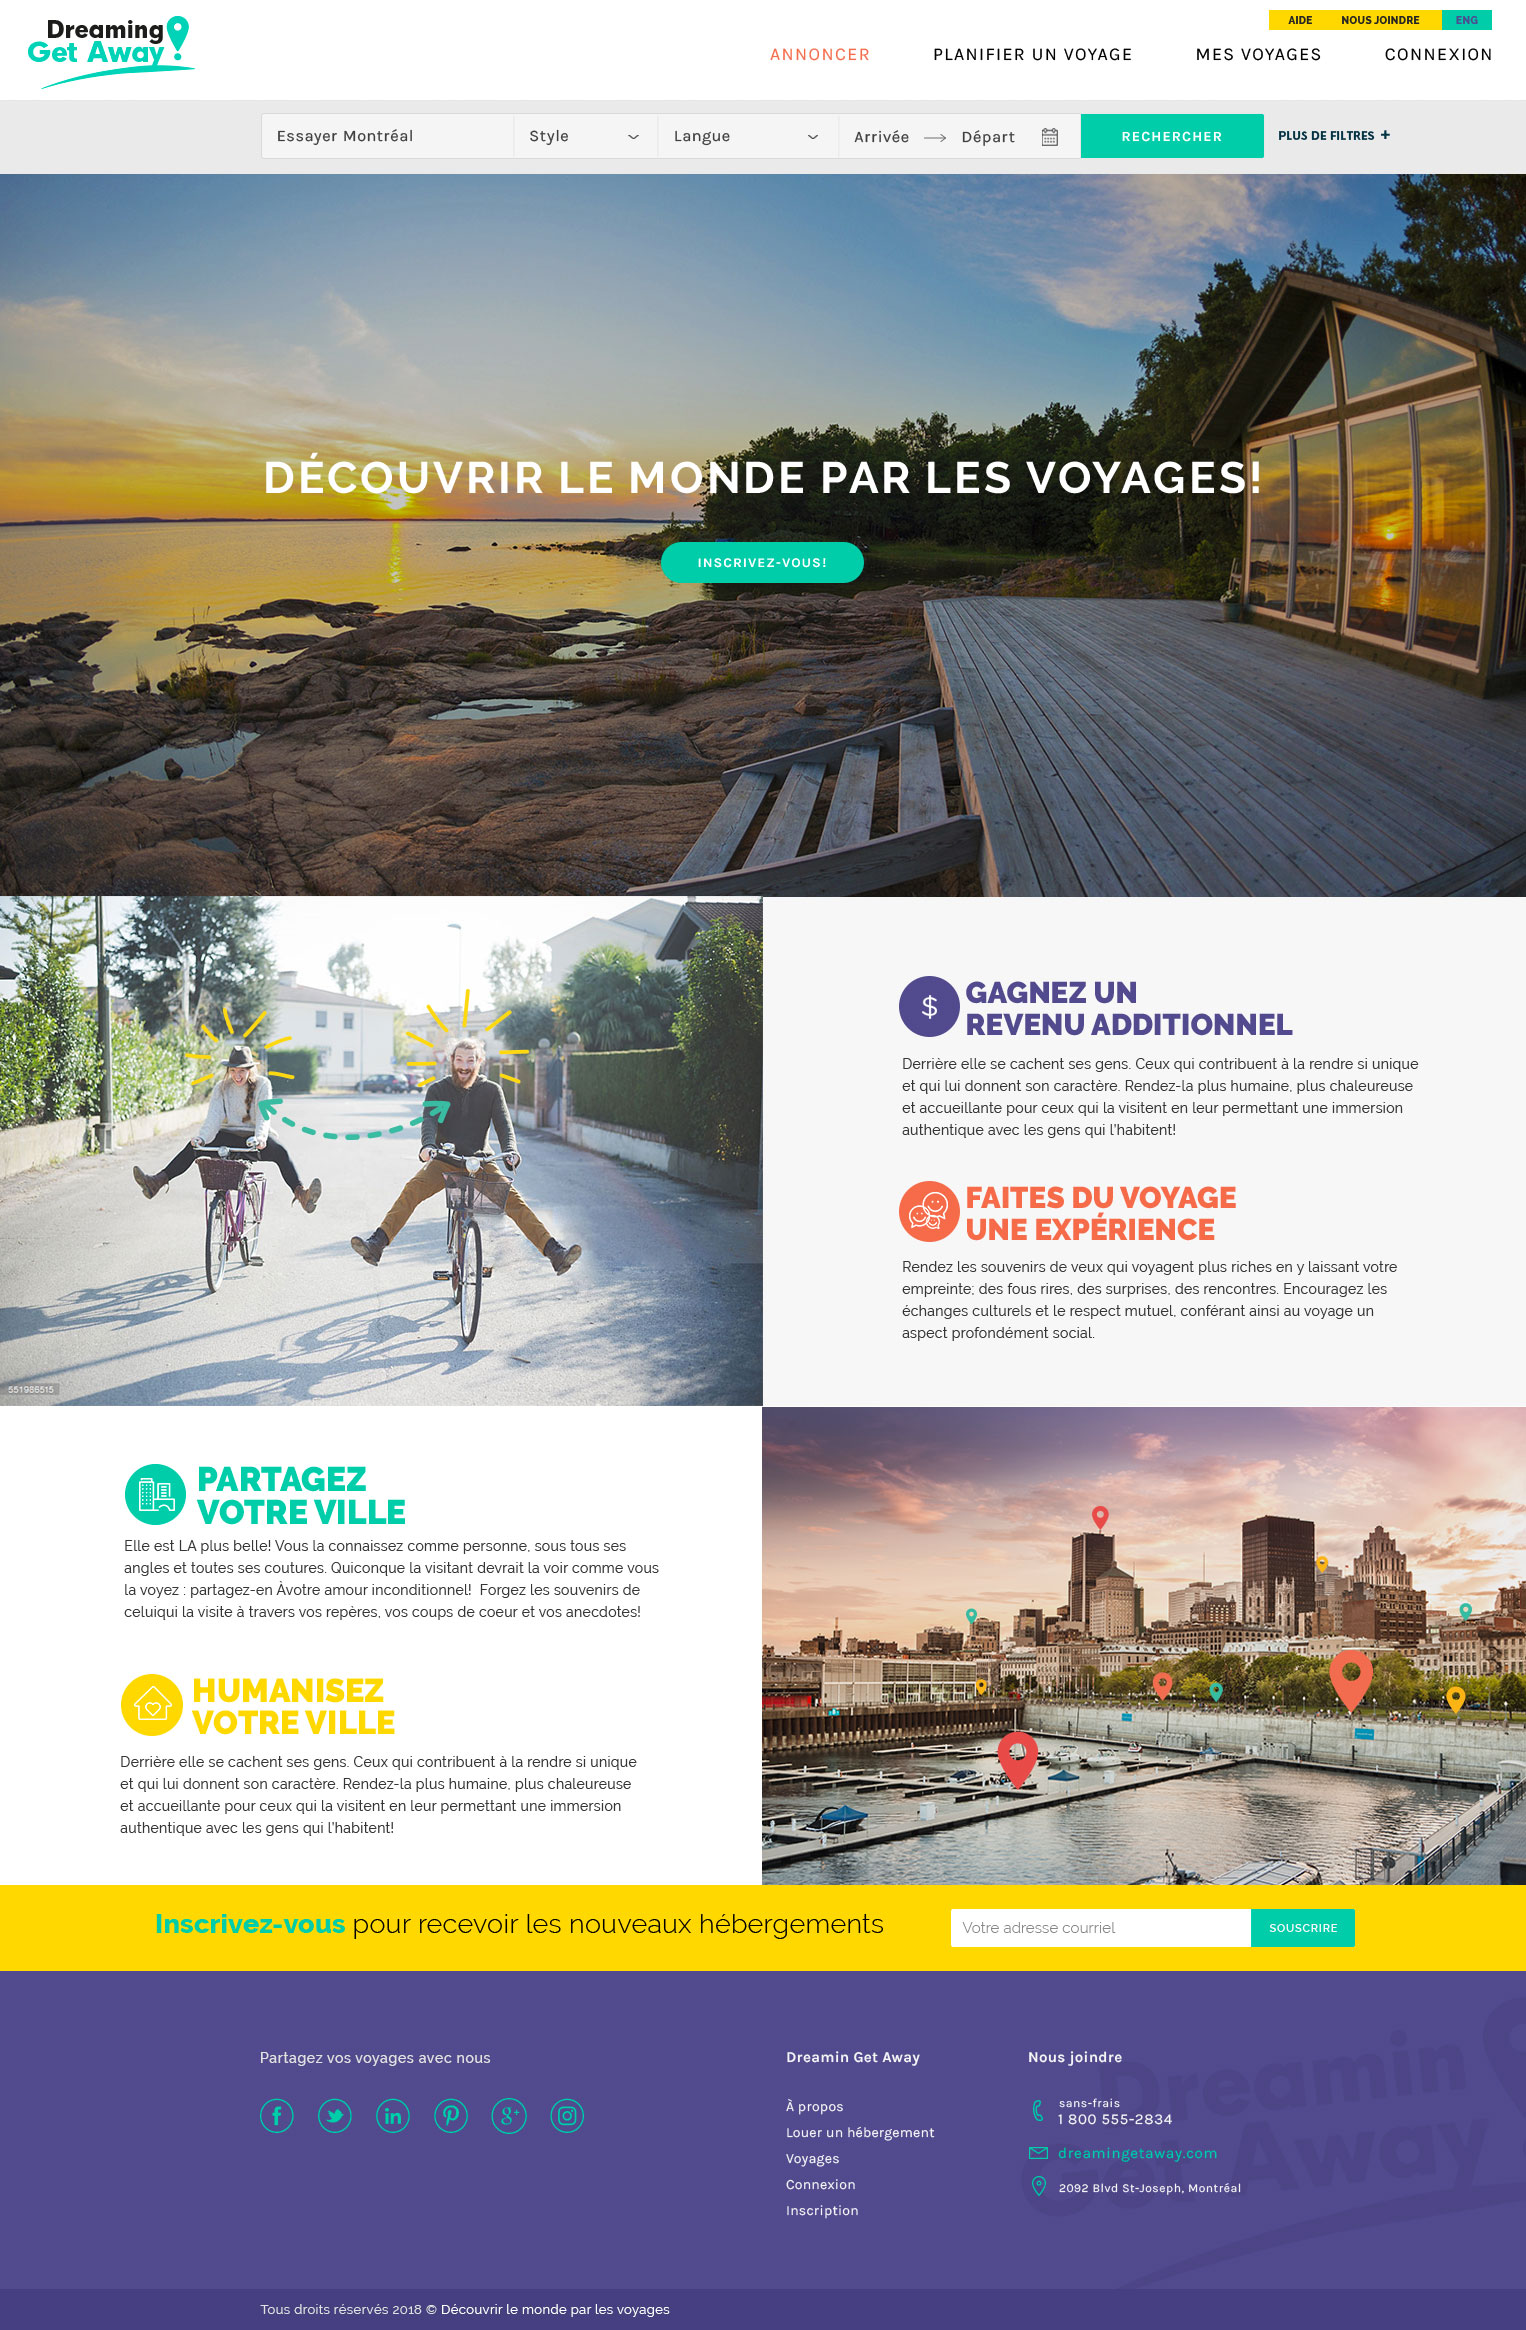 Dreaming
Get Away
AIDE NOUS JOINDRE ENG
ANNONCER PLANIFIER UN VOYAGE MES VOYAGES CONNEXION
Essayer Montréal Style Langue Arrivée Départ RECHERCHER PLUS DE FILTRES +
DÉCOUVRIR LE MONDE PAR LES VOYAGES!
INSCRIVEZ-VOUS!
551986515
$ GAGNEZ UN
REVENU ADDITIONNEL
Derrière elle se cachent ses gens. Ceux qui contribuent à la rendre si unique
et qui lui donnent son caractère. Rendez-la plus humaine, plus chaleureuse
et accueillante pour ceux qui la visitent en leur permettant une immersion
authentique avec les gens qui l'habitent!
FAITES DU VOYAGE
UNE EXPÉRIENCE
Rendez les souvenirs de veux qui voyagent plus riches en y laissant votre
empreinte; des fous rires, des surprises, des rencontres. Encouragez les
échanges culturels et le respect mutuel, conférant ainsi au voyage un
aspect profondément social.
PARTAGEZ
VOTRE VILLE
Elle est LA plus belle! Vous la connaissez comme personne, sous tous ses
angles et toutes ses coutures. Quiconque la visitant devrait la voir comme vous
la voyez : partagez-en Àvotre amour inconditionnel!  Forgez les souvenirs de
celuiqui la visite à travers vos repères, vos coups de coeur et vos anecdotes!
HUMANISEZ
VOTRE VILLE
Derrière elle se cachent ses gens. Ceux qui contribuent à la rendre si unique
et qui lui donnent son caractère. Rendez-la plus humaine, plus chaleureuse
et accueillante pour ceux qui la visitent en leur permettant une immersion
authentique avec les gens qui l'habitent!
Inscrivez-vous pour recevoir les nouveaux hébergements
Votre adresse courriel SOUSCRIRE
Partagez vos voyages avec nous
Dreamin Get Away
À propos
Louer un hébergement
Voyages
Connexion
Inscription
Nous joindre
sans-frais
1 800 555-2834
dreamingetaway.com
2092 Blvd St-Joseph, Montréal
Dreamin
Get Away
Tous droits réservés 2018 © Découvrir le monde par les voyages